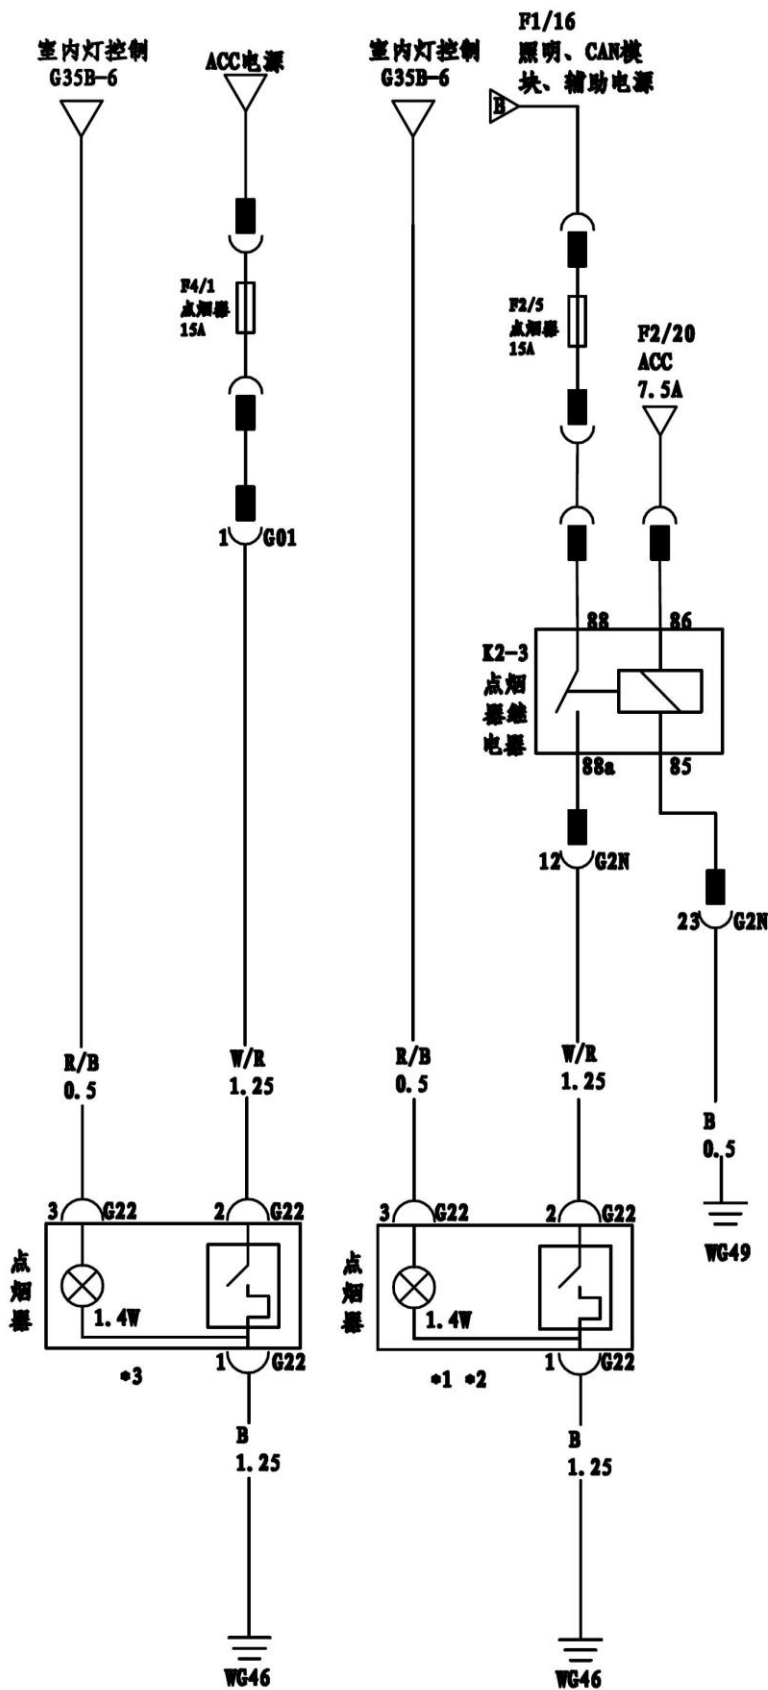 室内灯控制
G35B-6
ACC电源
室内灯控制
G35B-6
F1/16
照明、CAN模
块、辅助电源
B
F4/1
点烟器
15A
F2/5
点烟器
15A
F2/20
ACC
7.5A
1
G01
88
86
K2-3
点烟
器继
电器
88a
85
12
G2N
23
G2N
R/B
0.5
W/R
1.25
R/B
0.5
W/R
1.25
B
0.5
3
G22
2
G22
3
G22
2
G22
WG49
点
烟
器
1.4W
点
烟
器
1.4W
1
G22
1
G22
*3
*1 *2
B
1.25
B
1.25
WG46
WG46